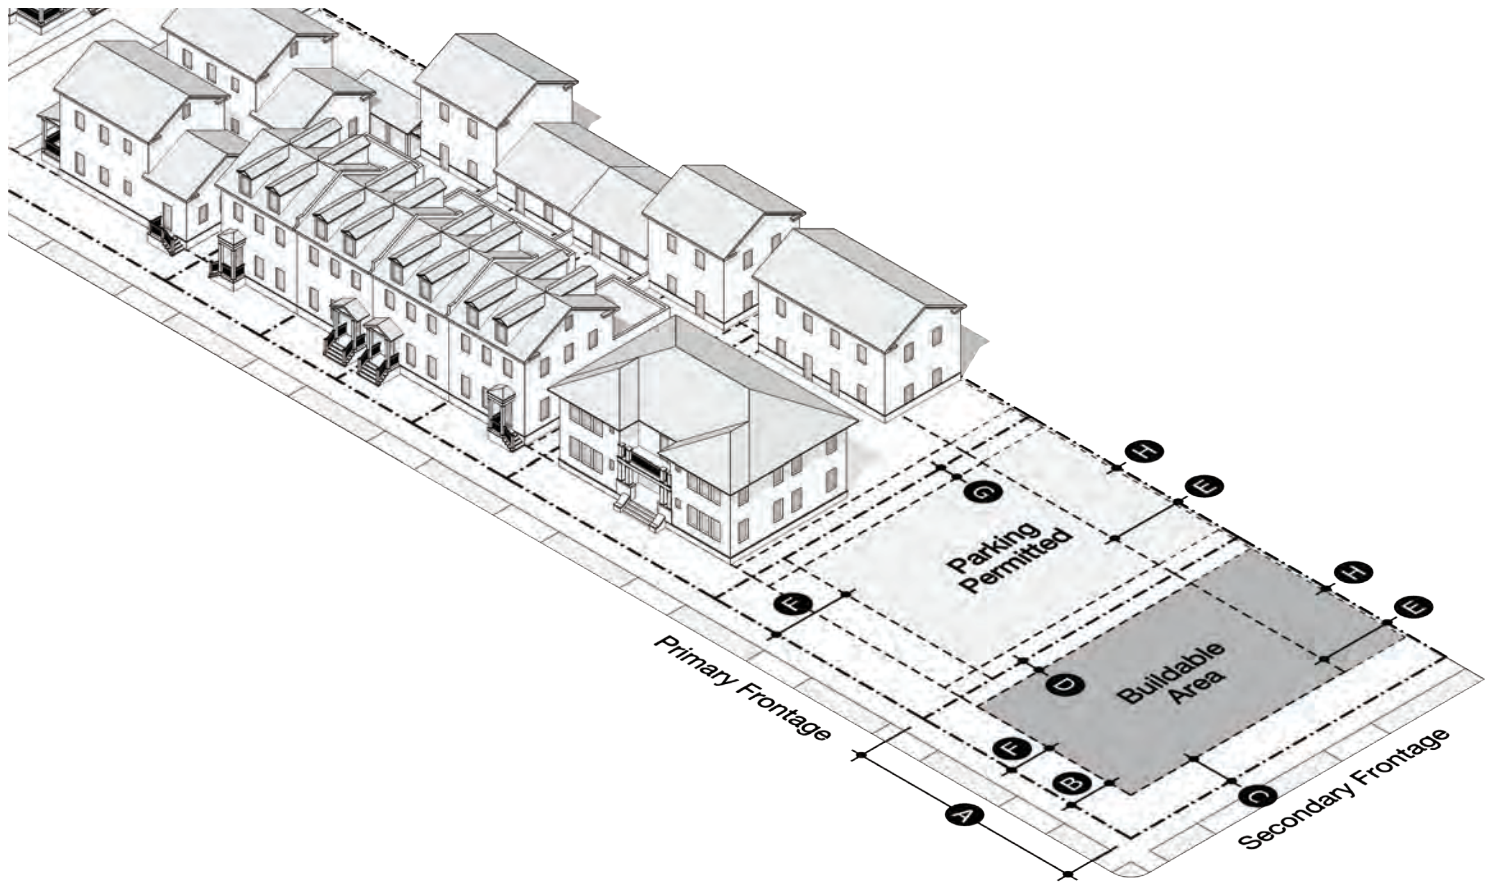 H
E
G
Parking
Permitted
H
F
E
Primary Frontage
D
Buildable
Area
F
B
C
A
Secondary Frontage